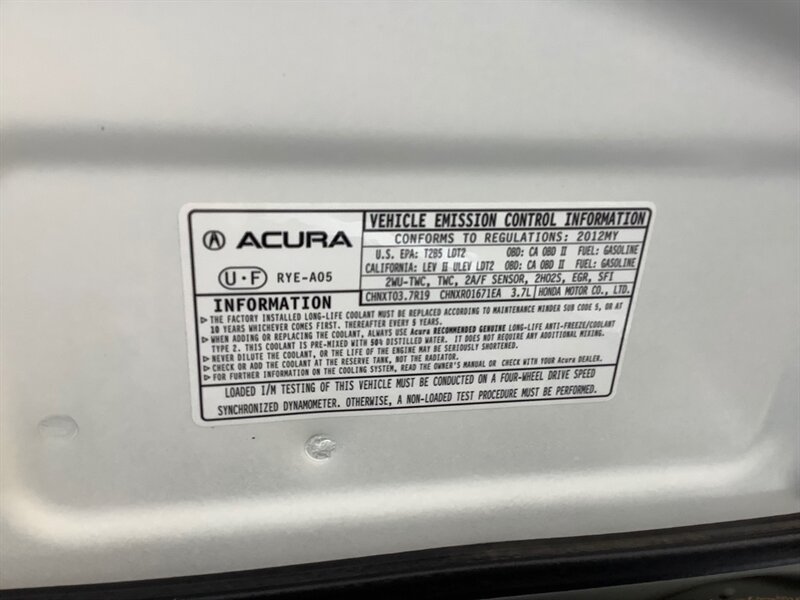 ACURA
U·F RYE-A05
VEHICLE EMISSION CONTROL INFORMATION
CONFORMS TO REGULATIONS: 2012MY
U.S. EPA: T2B5 LDT2 OBD: CA OBD II FUEL: GASOLINE
CALIFORNIA: LEV II ULEV LDT2 OBD: CA OBD II FUEL: GASOLINE
2WU-TWC, TWC, 2A/F SENSOR, 2HO2S, EGR, SFI
CHNXT03.7R19 CHNXR01671EA 3.7L HONDA MOTOR CO., LTD.
INFORMATION
▷ THE FACTORY INSTALLED LONG-LIFE COOLANT MUST BE REPLACED ACCORDING TO MAINTENANCE MINDER SUB CODE 5, OR AT
10 YEARS WHICHEVER COMES FIRST. THEREAFTER EVERY 5 YEARS.
▷ WHEN ADDING OR REPLACING THE COOLANT, ALWAYS USE Acura RECOMMENDED GENUINE LONG-LIFE ANTI-FREEZE/COOLANT
TYPE 2. THIS COOLANT IS PRE-MIXED WITH 50% DISTILLED WATER. IT DOES NOT REQUIRE ANY ADDITIONAL MIXING.
▷ NEVER DILUTE THE COOLANT, OR THE LIFE OF THE ENGINE MAY BE SERIOUSLY SHORTENED.
▷ CHECK OR ADD THE COOLANT AT THE RESERVE TANK, NOT THE RADIATOR.
▷ FOR FURTHER INFORMATION ON THE COOLING SYSTEM, READ THE OWNER'S MANUAL OR CHECK WITH YOUR Acura DEALER.
LOADED I/M TESTING OF THIS VEHICLE MUST BE CONDUCTED ON A FOUR-WHEEL DRIVE SPEED
SYNCHRONIZED DYNAMOMETER. OTHERWISE, A NON-LOADED TEST PROCEDURE MUST BE PERFORMED.